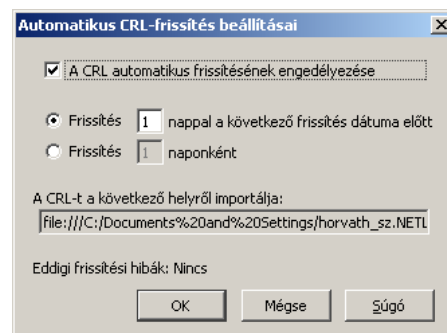 Automatikus CRL-frissítés beállításai
A CRL automatikus frissítésének engedélyezése
Frissítés 1 nappal a következő frissítés dátuma előtt
Frissítés 1 naponként
A CRL-t a következő helyről importálja:
file:///C:/Documents%20and%20Settings/horvath_sz.NETL
Eddigi frissítési hibák: Nincs
OK Mégse Súgó